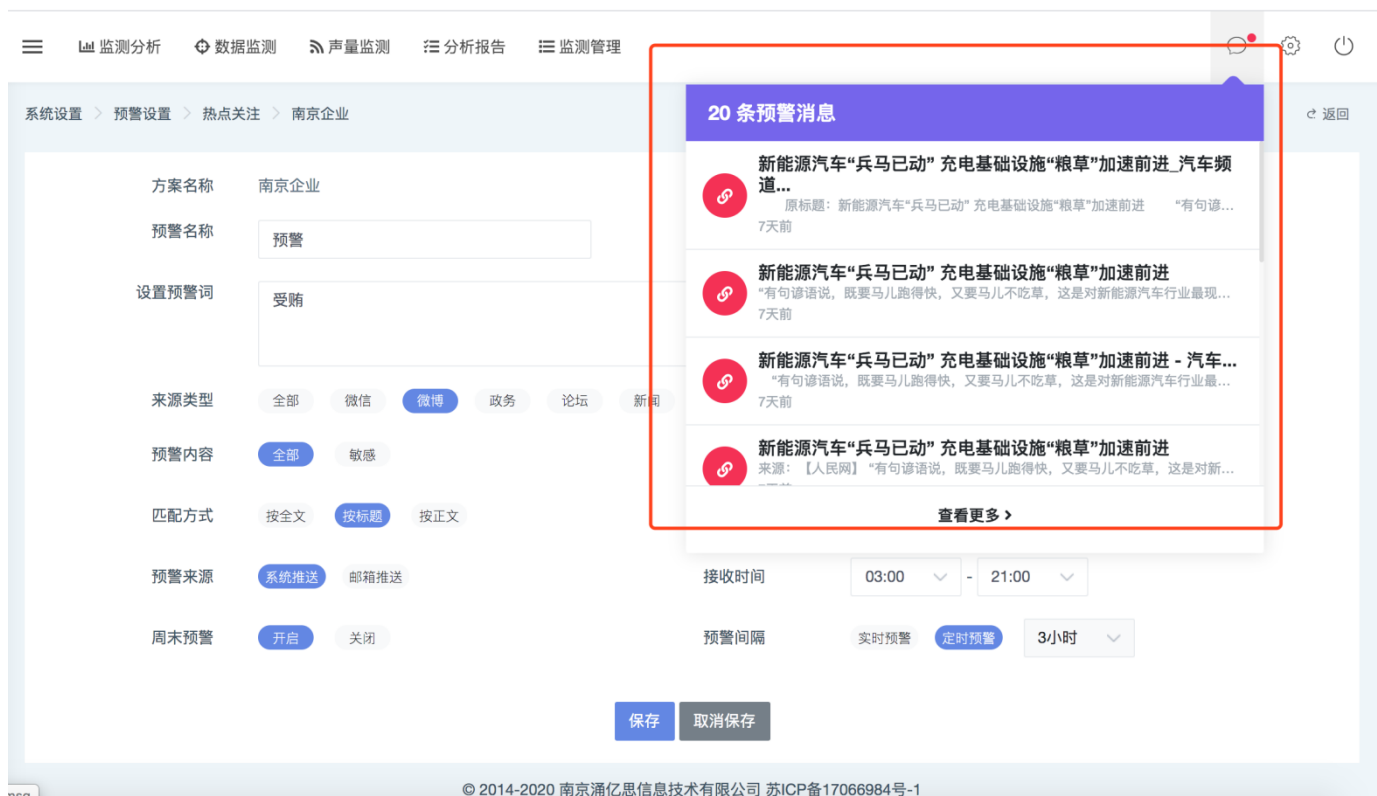 监测分析 数据监测 声量监测 分析报告 监测管理
系统设置 > 预警设置 > 热点关注 > 南京企业
返回
20 条预警消息
新能源汽车“兵马已动” 充电基础设施“粮草”加速前进_汽车频
道...
原标题：新能源汽车“兵马已动” 充电基础设施“粮草”加速前进 “有句谚...
7天前
新能源汽车“兵马已动” 充电基础设施“粮草”加速前进
“有句谚语说，既要马儿跑得快，又要马儿不吃草，这是对新能源汽车行业最现...
7天前
新能源汽车“兵马已动” 充电基础设施“粮草”加速前进 - 汽车...
“有句谚语说，既要马儿跑得快，又要马儿不吃草，这是对新能源汽车行业最...
7天前
新能源汽车“兵马已动” 充电基础设施“粮草”加速前进
来源：【人民网】 “有句谚语说，既要马儿跑得快，又要马儿不吃草，这是对新...
查看更多
方案名称 南京企业
预警名称 预警
设置预警词 受贿
来源类型 全部 微信 微博 政务 论坛 新闻
预警内容 全部 敏感
匹配方式 按全文 按标题 按正文
预警来源 系统推送 邮箱推送 接收时间 03:00 - 21:00
周末预警 开启 关闭 预警间隔 实时预警 定时预警 3小时
保存 取消保存
© 2014-2020 南京涌亿思信息技术有限公司 苏ICP备17066984号-1